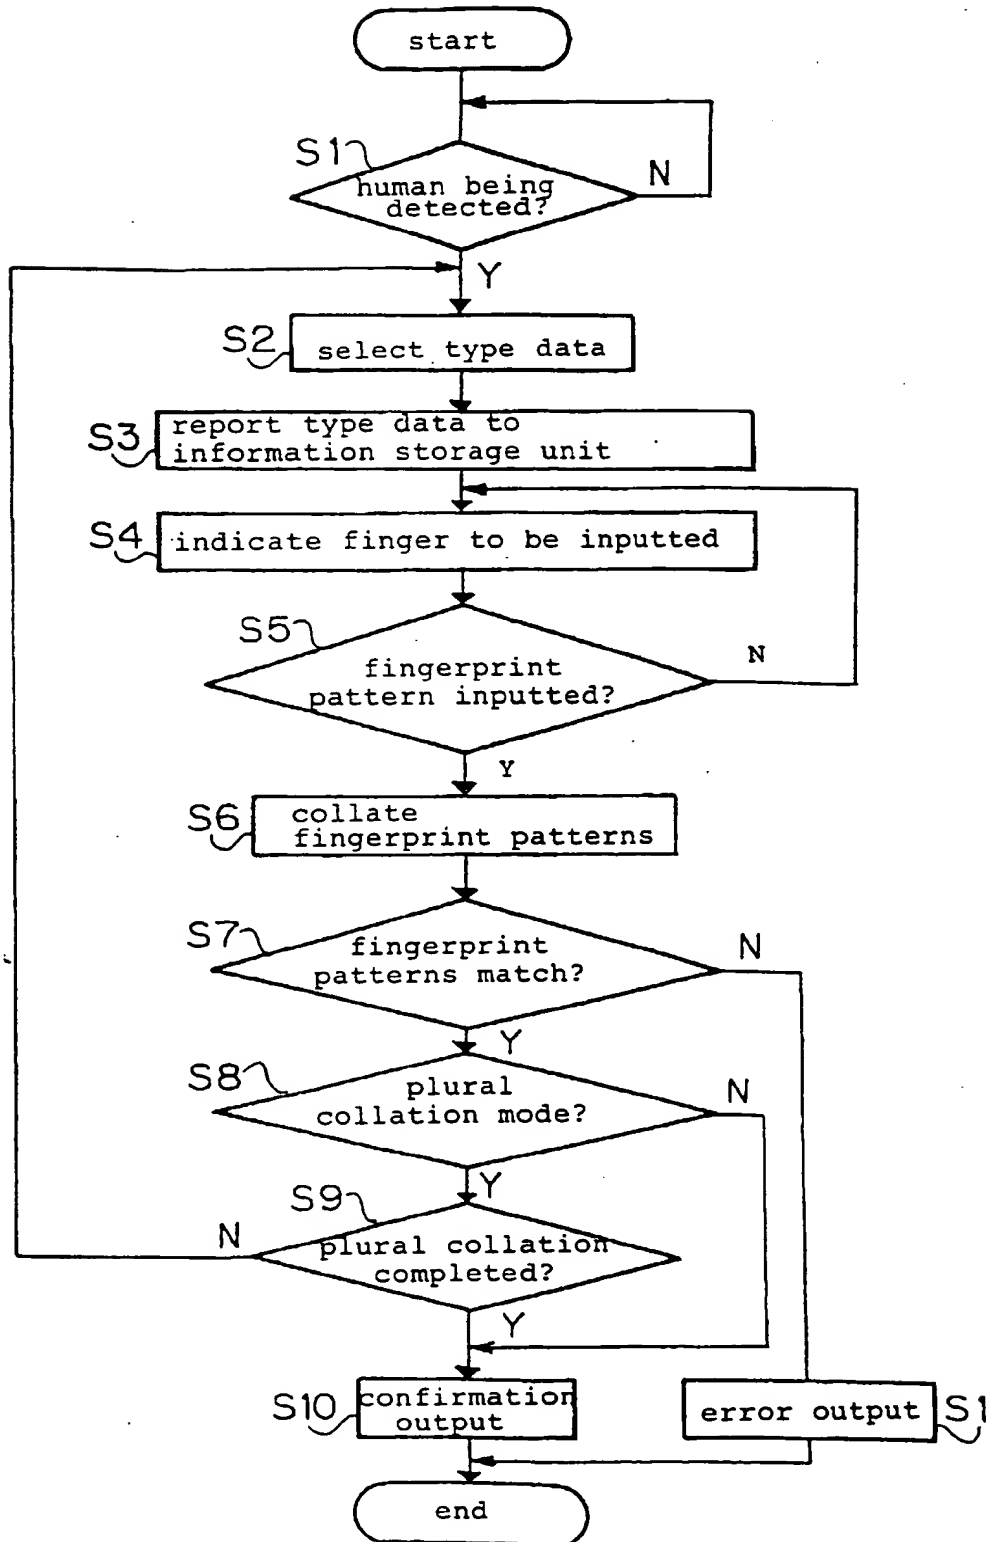 start
S1
N
human being
detected?
Y
S2
select type data
S3
report type data to
information storage unit
S4
indicate finger to be inputted
S5
N
fingerprint
pattern inputted?
Y
S6
collate
fingerprint patterns
S7
N
fingerprint
patterns match?
Y
S8
N
plural
collation mode?
Y
S9
N
plural collation
completed?
Y
S10
confirmation
output
error output
S1
end